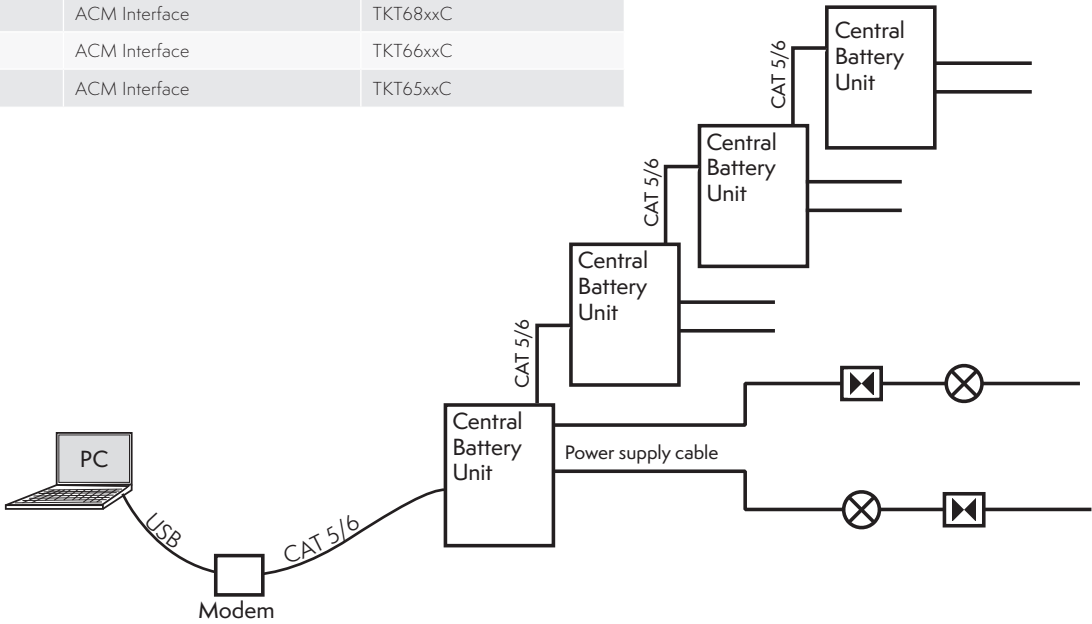 ACM Interface TKT68xxC
ACM Interface TKT66xxC
ACM Interface TKT65xxC
Central
Battery
Unit
CAT 5/6
Central
Battery
Unit
CAT 5/6
Central
Battery
Unit
CAT 5/6
Central
Battery
Unit
Power supply cable
PC
USB
CAT 5/6
Modem